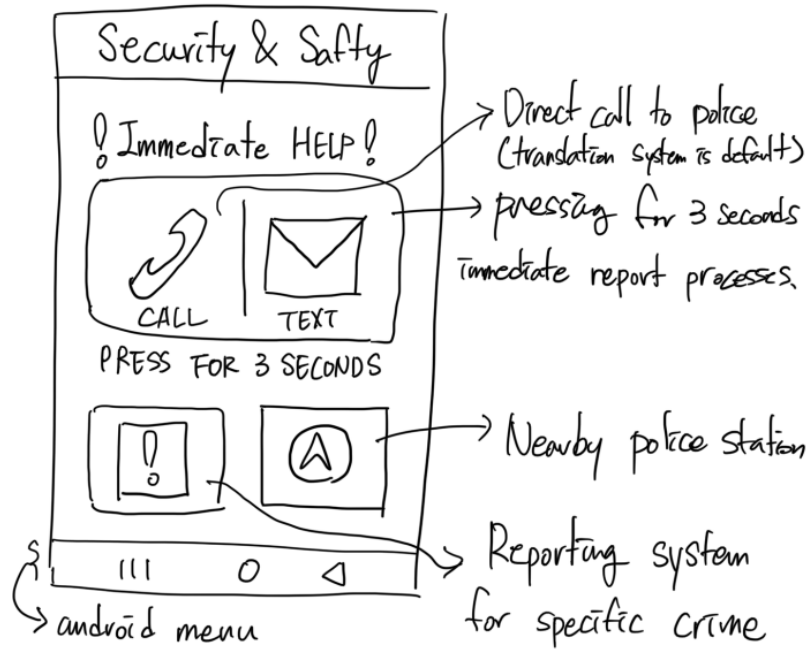 Security & Safty
! Immediate HELP!
CALL
TEXT
PRESS FOR 3 SECONDS
!
Direct call to police
(translation system is default)
pressing for 3 seconds
immediate report processes.
Nearby police station
Reporting system
for specific crime
android menu